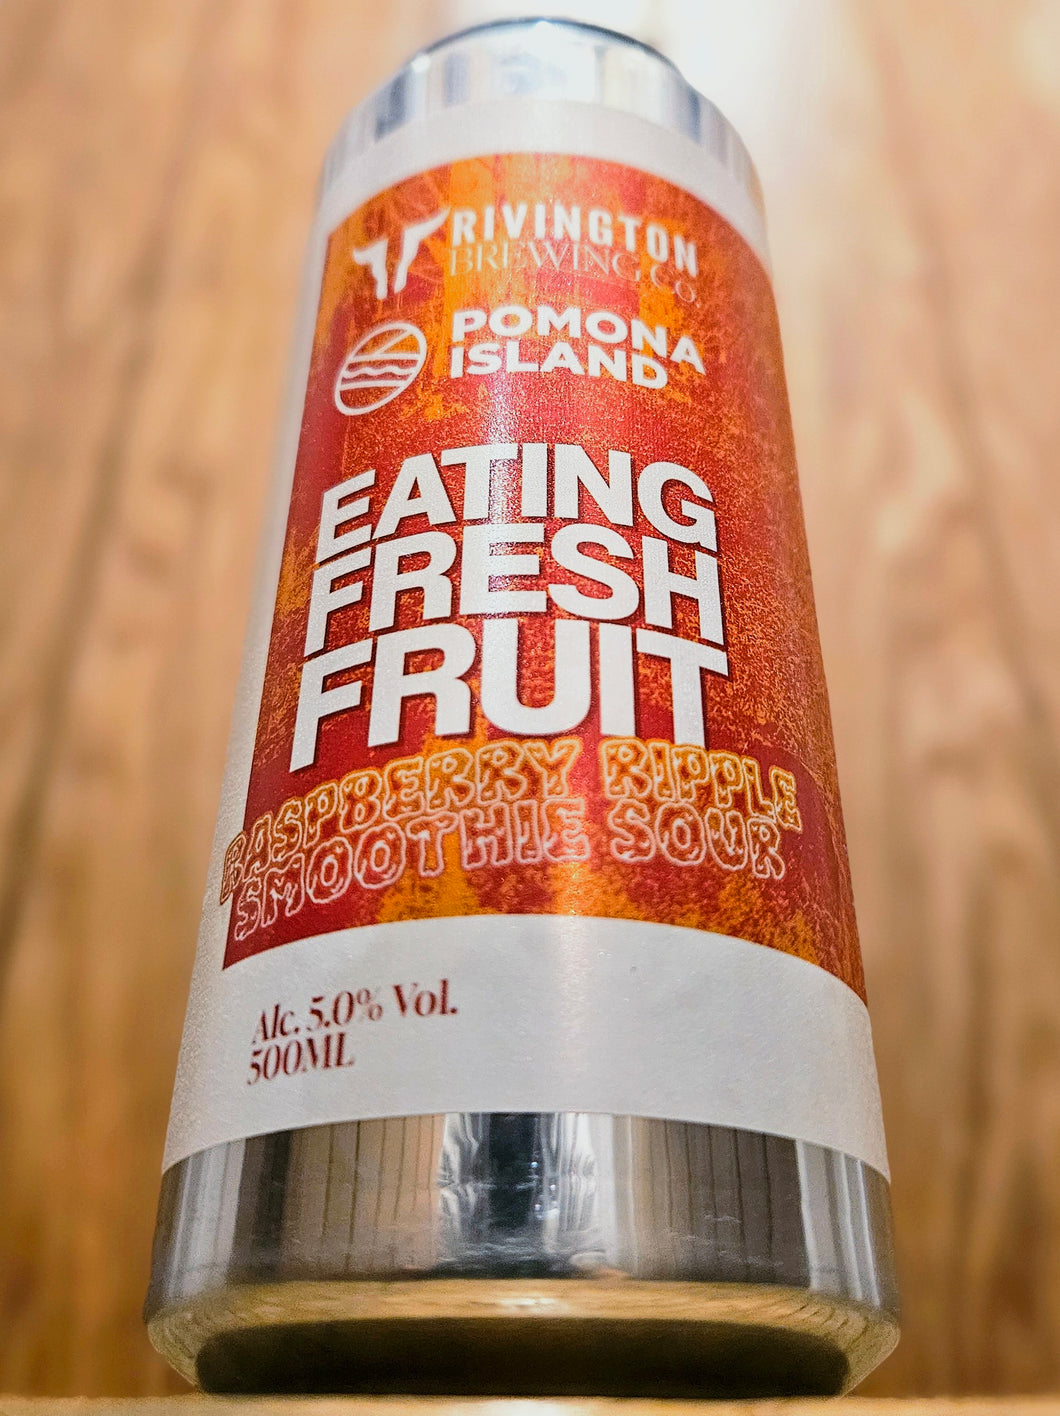 RIVINGTON
BREWING CO.
POMONA
ISLAND
EATING
FRESH
FRUIT
RASPBERRY RIPPLE
SMOOTHIE SOUR
Alc. 5.0% Vol.
500ML